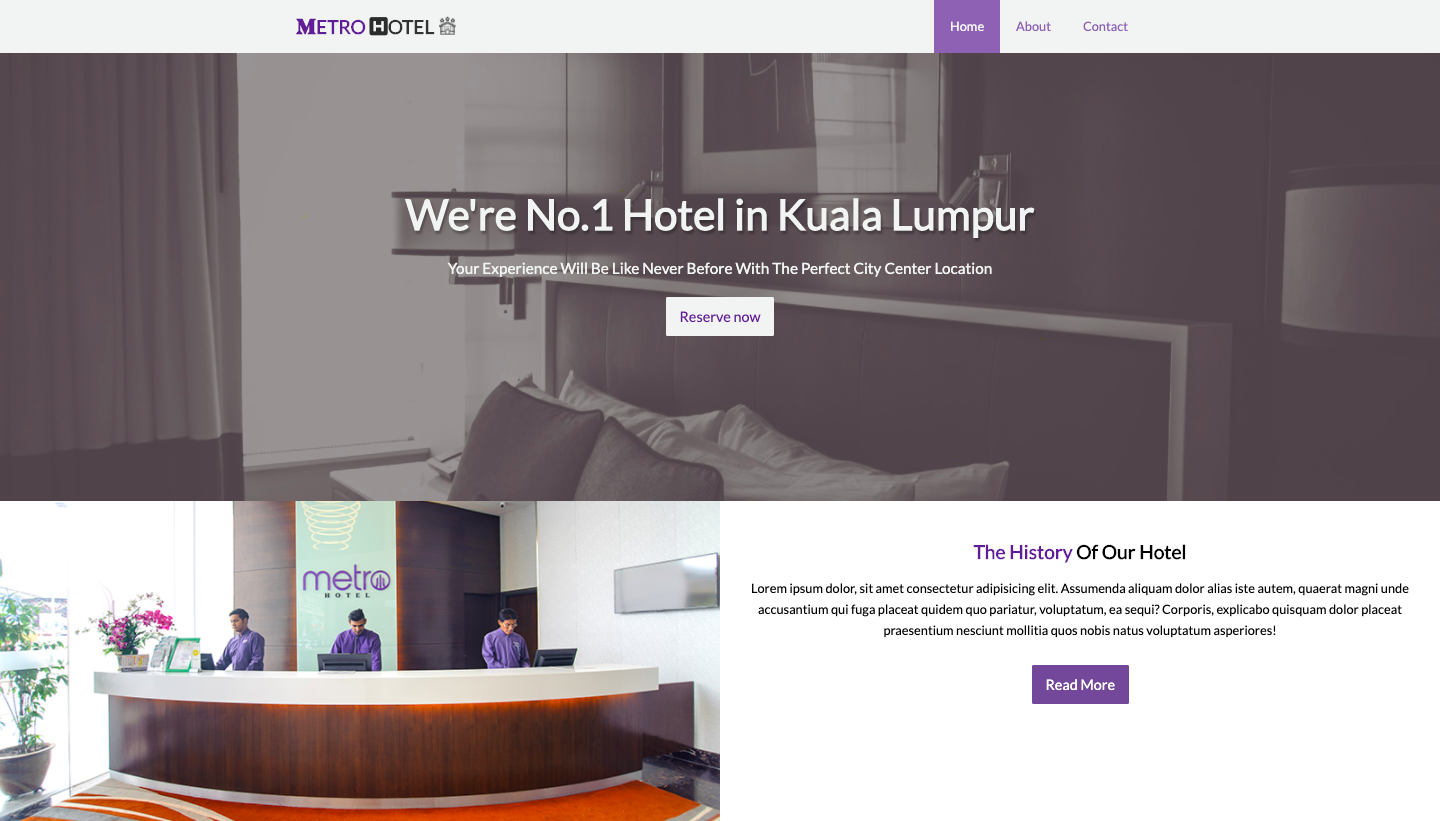 METRO HOTEL
Home
About
Contact
We're No.1 Hotel in Kuala Lumpur
Your Experience Will Be Like Never Before With The Perfect City Center Location
Reserve now
metro
HOTEL
The History Of Our Hotel
Lorem ipsum dolor, sit amet consectetur adipisicing elit. Assumenda aliquam dolor alias iste autem, quaerat magni unde
accusantium qui fuga placeat quidem quo pariatur, voluptatum, ea sequi? Corporis, explicabo quisquam dolor placeat
praesentium nesciunt mollitia quos nobis natus voluptatum asperiores!
Read More